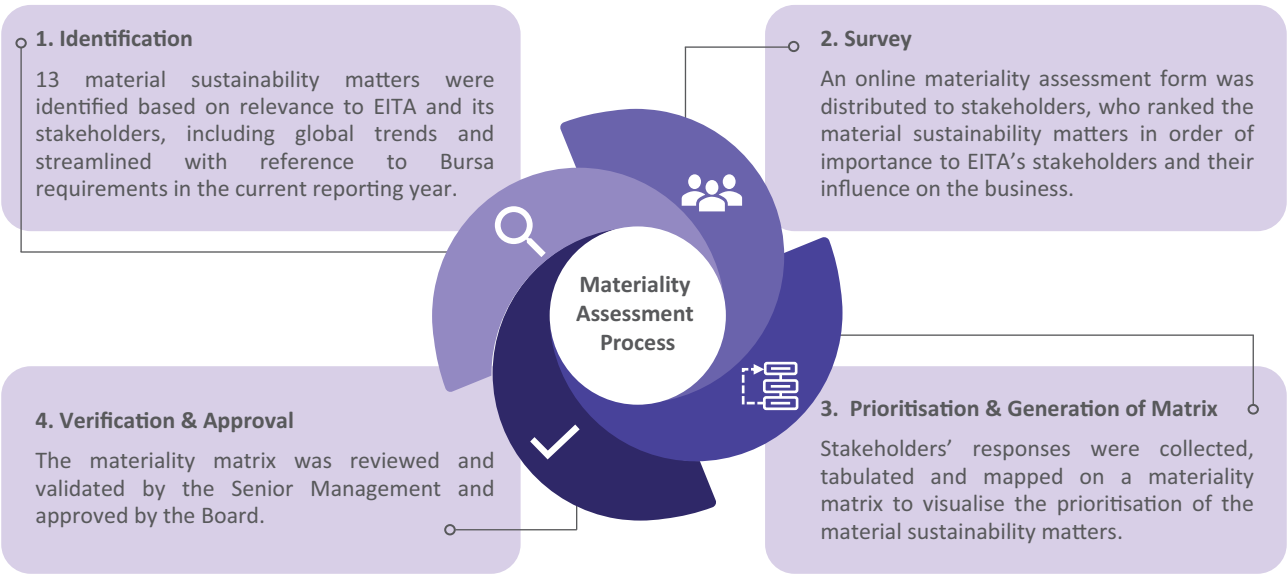 1. Identification
13 material sustainability matters were
identified based on relevance to EITA and its
stakeholders, including global trends and
streamlined with reference to Bursa
requirements in the current reporting year.
2. Survey
An online materiality assessment form was
distributed to stakeholders, who ranked the
material sustainability matters in order of
importance to EITA’s stakeholders and their
influence on the business.
Materiality
Assessment
Process
3. Prioritisation & Generation of Matrix
Stakeholders’ responses were collected,
tabulated and mapped on a materiality
matrix to visualise the prioritisation of the
material sustainability matters.
4. Verification & Approval
The materiality matrix was reviewed and
validated by the Senior Management and
approved by the Board.